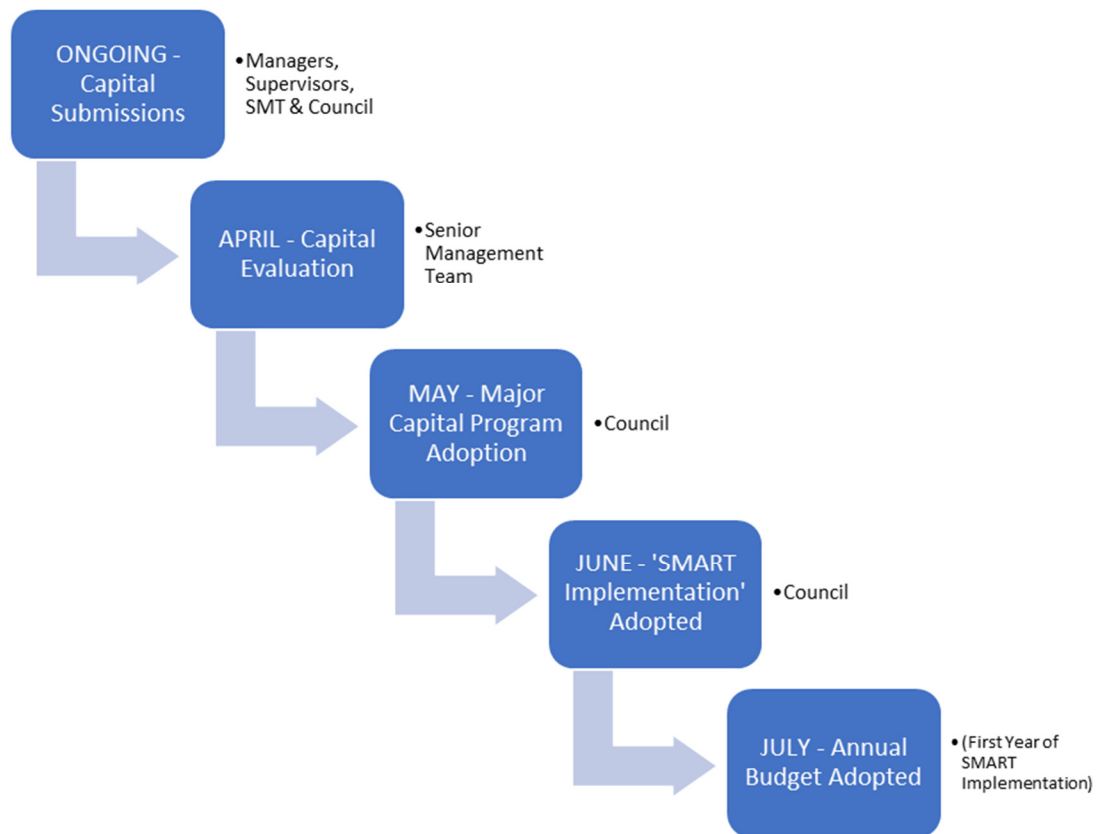 ONGOING -
Capital
Submissions
•Managers,
Supervisors,
SMT & Council
APRIL - Capital
Evaluation
•Senior
Management
Team
MAY - Major
Capital Program
Adoption
•Council
JUNE - 'SMART
Implementation'
Adopted
•Council
JULY - Annual
Budget Adopted
•(First Year of
SMART
Implementation)